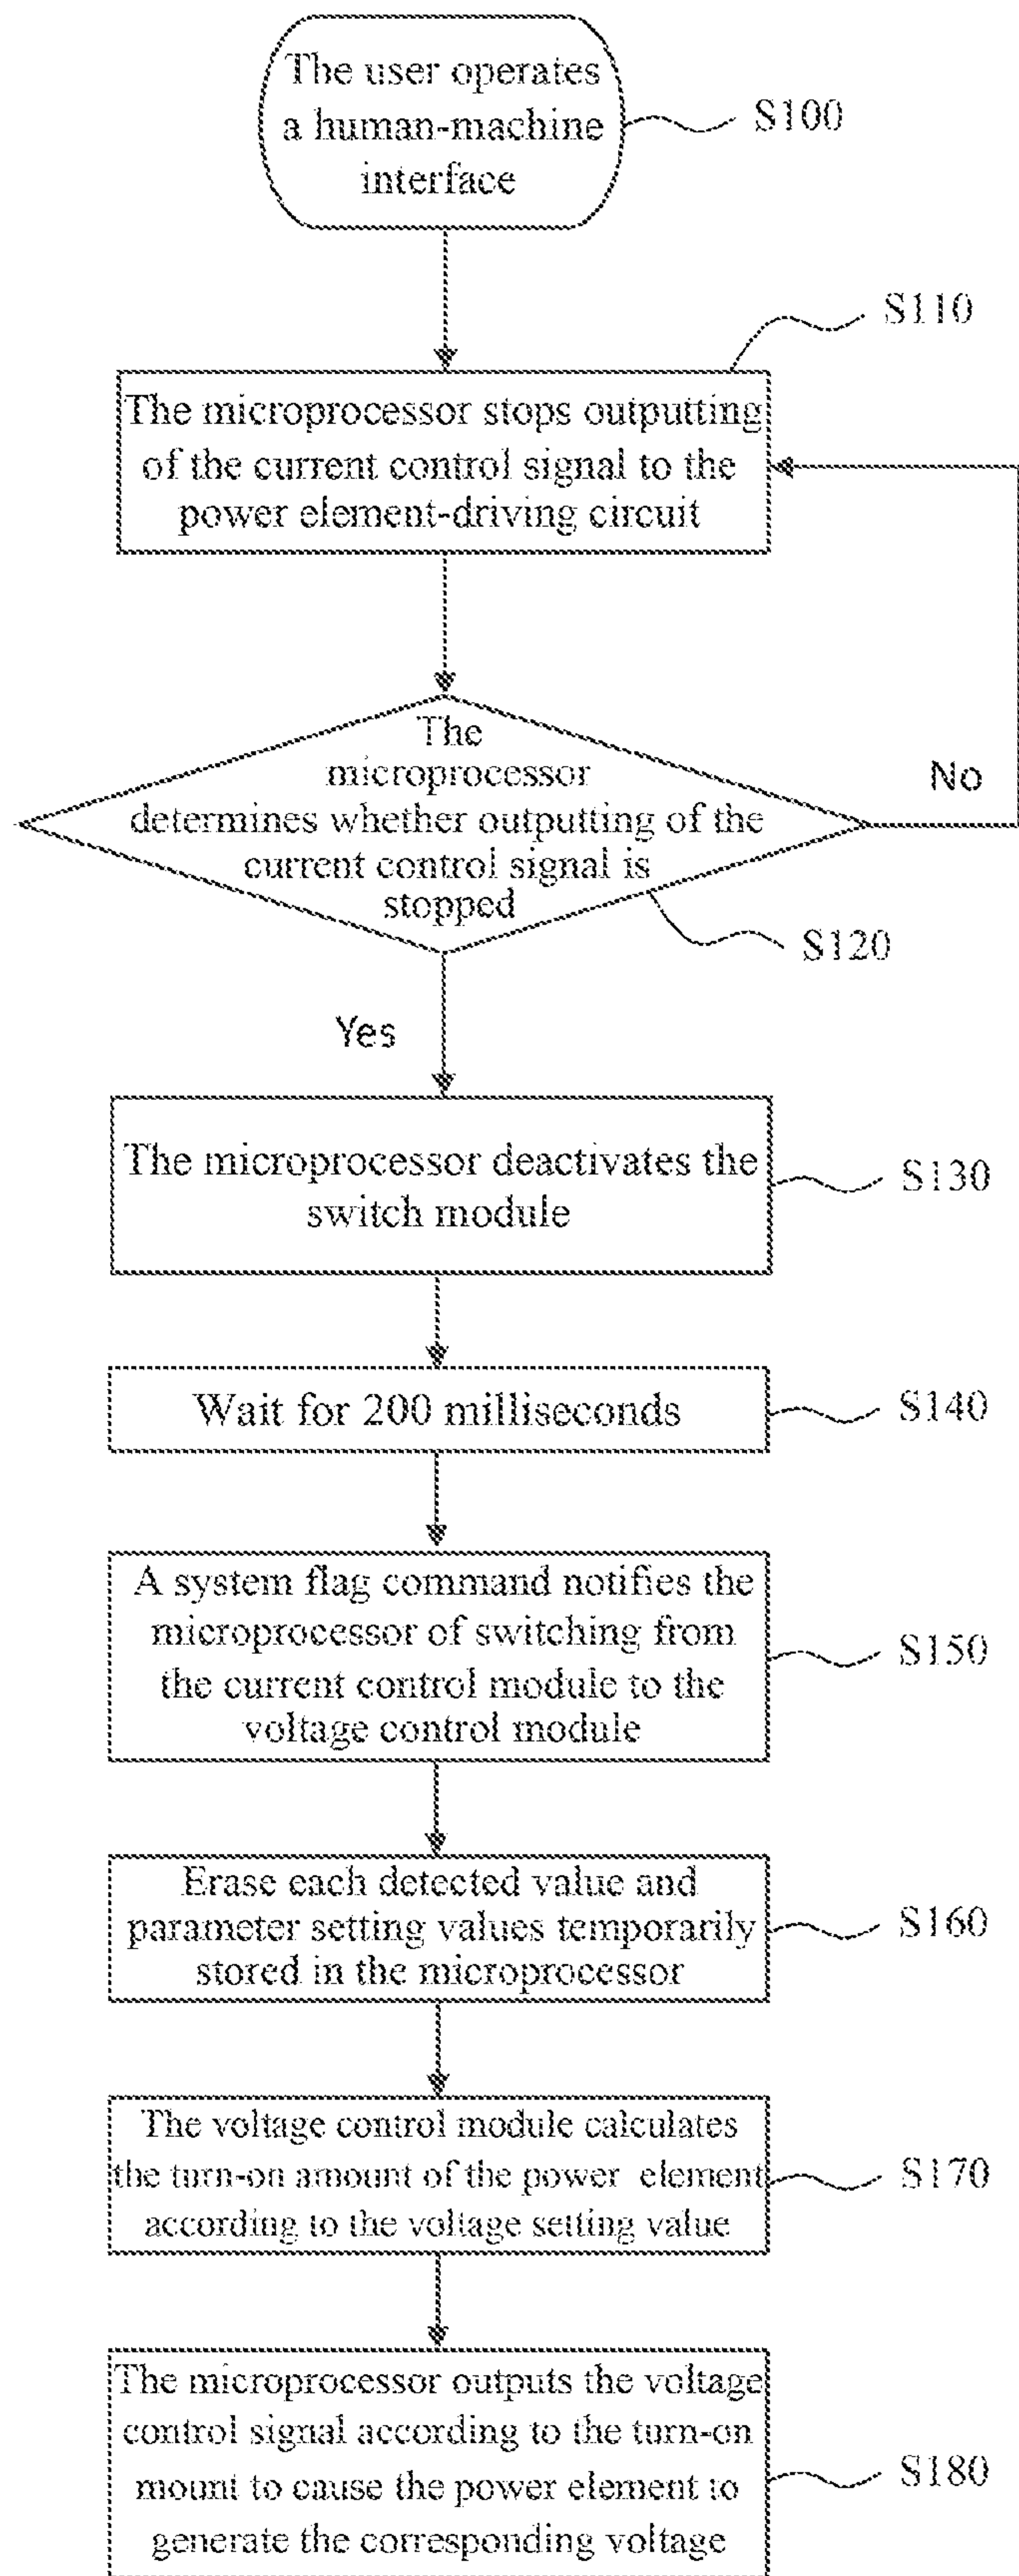 The user operates
a human-machine
interface
S100
S110
The microprocessor stops outputting
of the current control signal to the
power element-driving circuit
The
microprocessor
determines whether outputting of the
current control signal is
stopped
No
S120
Yes
The microprocessor deactivates the
switch module
S130
Wait for 200 milliseconds
S140
A system flag command notifies the
microprocessor of switching from
the current control module to the
voltage control module
S150
Erase each detected value and
parameter setting values temporarily
stored in the microprocessor
S160
The voltage control module calculates
the turn-on amount of the power element
according to the voltage setting value
S170
The microprocessor outputs the voltage
control signal according to the turn-on
mount to cause the power element to
generate the corresponding voltage
S180